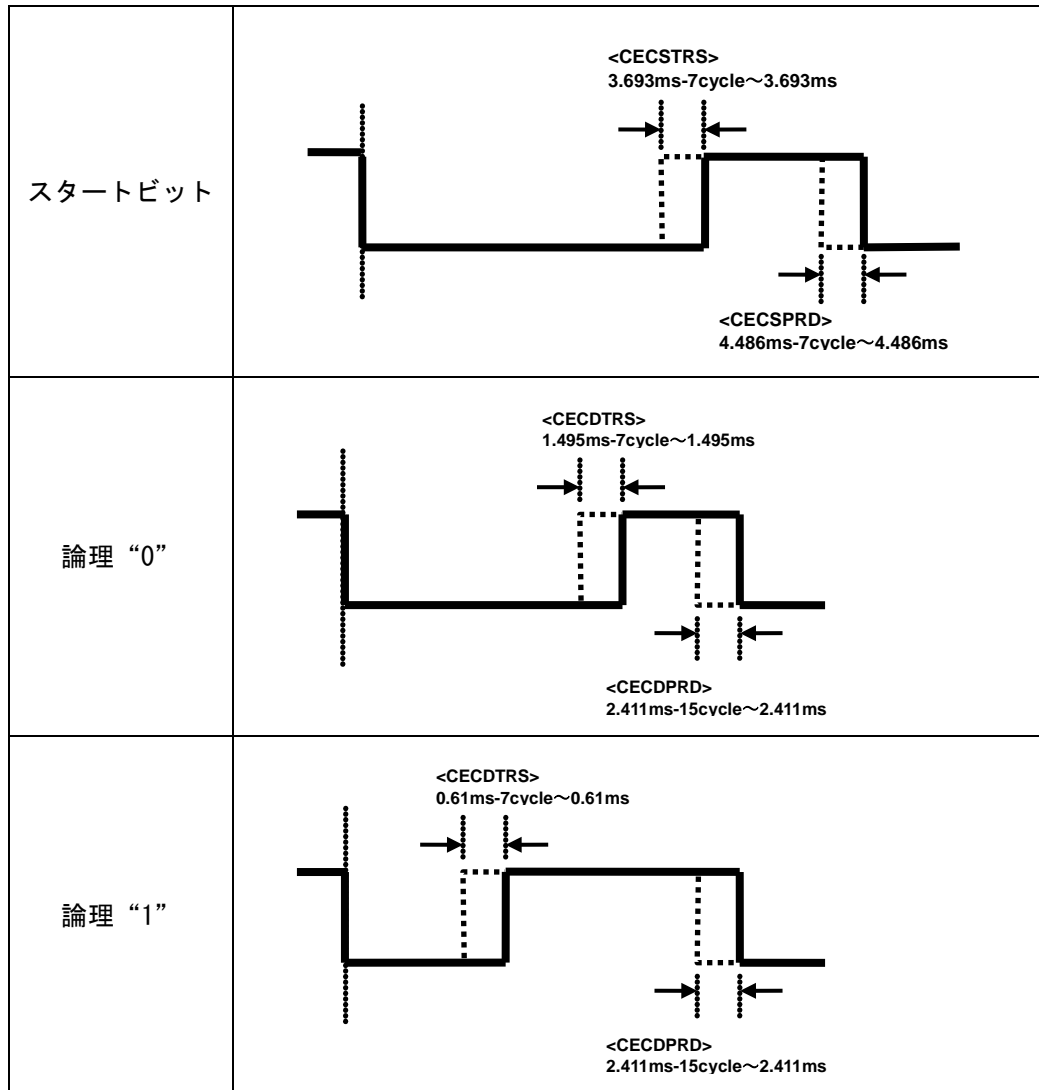 スタートビット
<CECSTRS>
3.693ms-7cycle～3.693ms
<CECSPRD>
4.486ms-7cycle～4.486ms
論理“0”
<CECDTRS>
1.495ms-7cycle～1.495ms
<CECDPRD>
2.411ms-15cycle～2.411ms
論理“1”
<CECDTRS>
0.61ms-7cycle～0.61ms
<CECDPRD>
2.411ms-15cycle～2.411ms